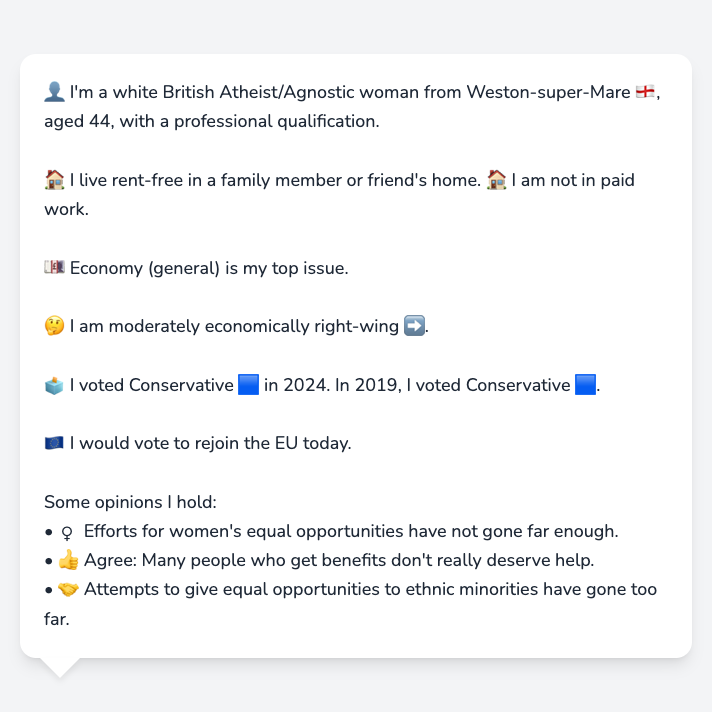 👤 I'm a white British Atheist/Agnostic woman from Weston-super-Mare 🏴󠁧󠁢󠁥󠁮󠁧󠁿,
aged 44, with a professional qualification.
🏠 I live rent-free in a family member or friend's home. 🏠 I am not in paid
work.
💷 Economy (general) is my top issue.
🤔 I am moderately economically right-wing ➡️.
🗳️ I voted Conservative 🟦 in 2024. In 2019, I voted Conservative 🟦.
🇪🇺 I would vote to rejoin the EU today.
Some opinions I hold:
• ♀ Efforts for women's equal opportunities have not gone far enough.
• 👍 Agree: Many people who get benefits don't really deserve help.
• 🤝 Attempts to give equal opportunities to ethnic minorities have gone too
far.